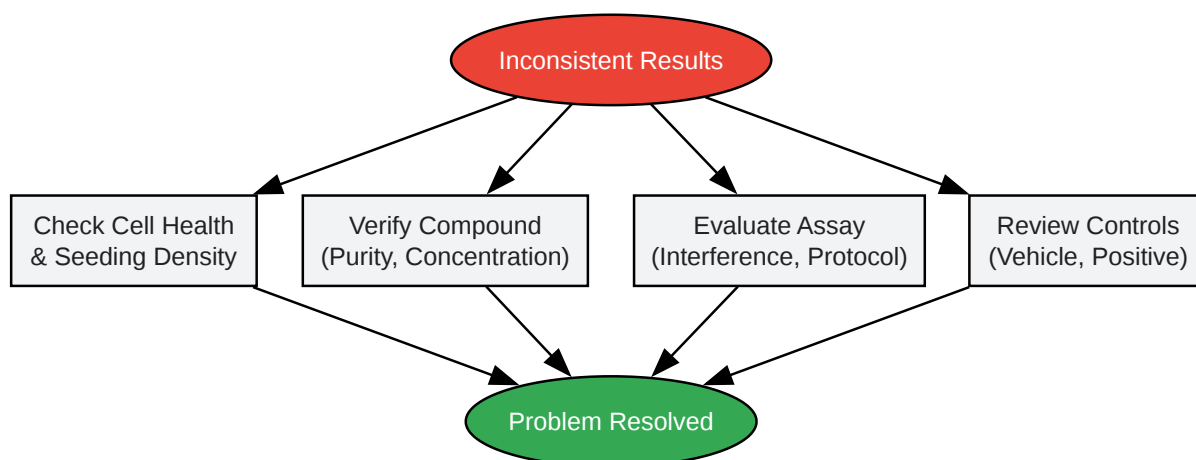 Inconsistent Results
Check Cell Health
& Seeding Density
Verify Compound
(Purity, Concentration)
Evaluate Assay
(Interference, Protocol)
Review Controls
(Vehicle, Positive)
Problem Resolved